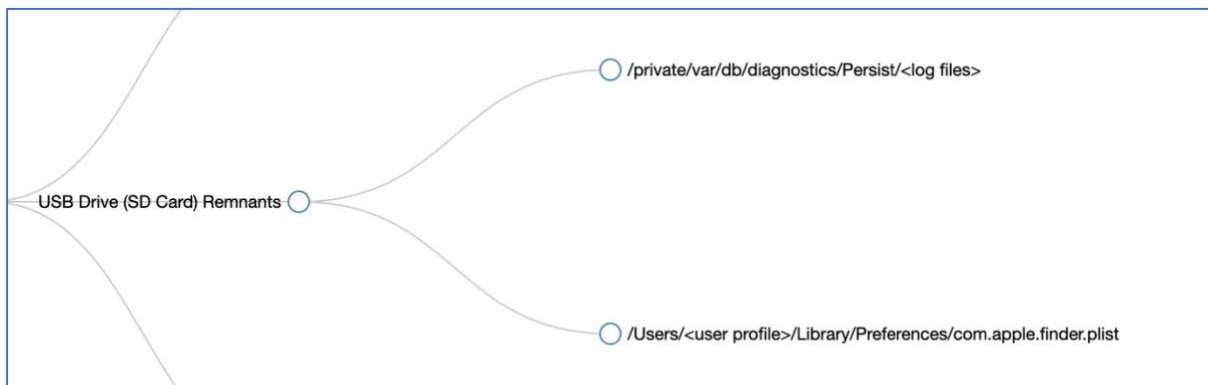 /private/var/db/diagnostics/Persist/<log files>
USB Drive (SD Card) Remnants
/Users/<user profile>/Library/Preferences/com.apple.finder.plist